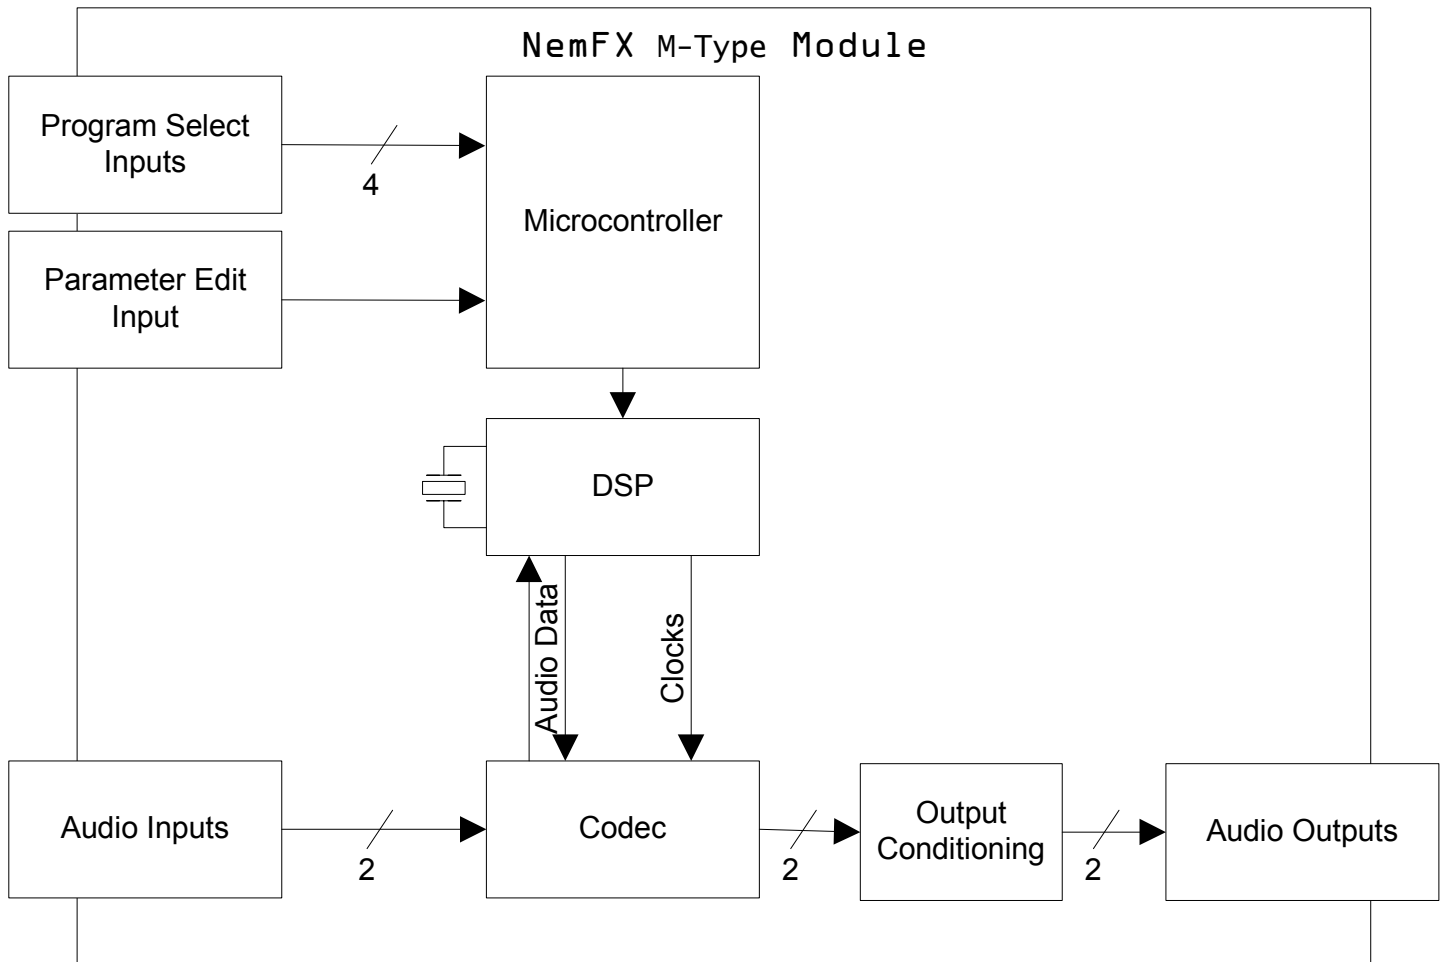 NemFX M-Type Module
Program Select
Inputs
4
Microcontroller
Parameter Edit
Input
DSP
Audio Data
Clocks
Audio Inputs
2
Codec
2
Output
Conditioning
2
Audio Outputs